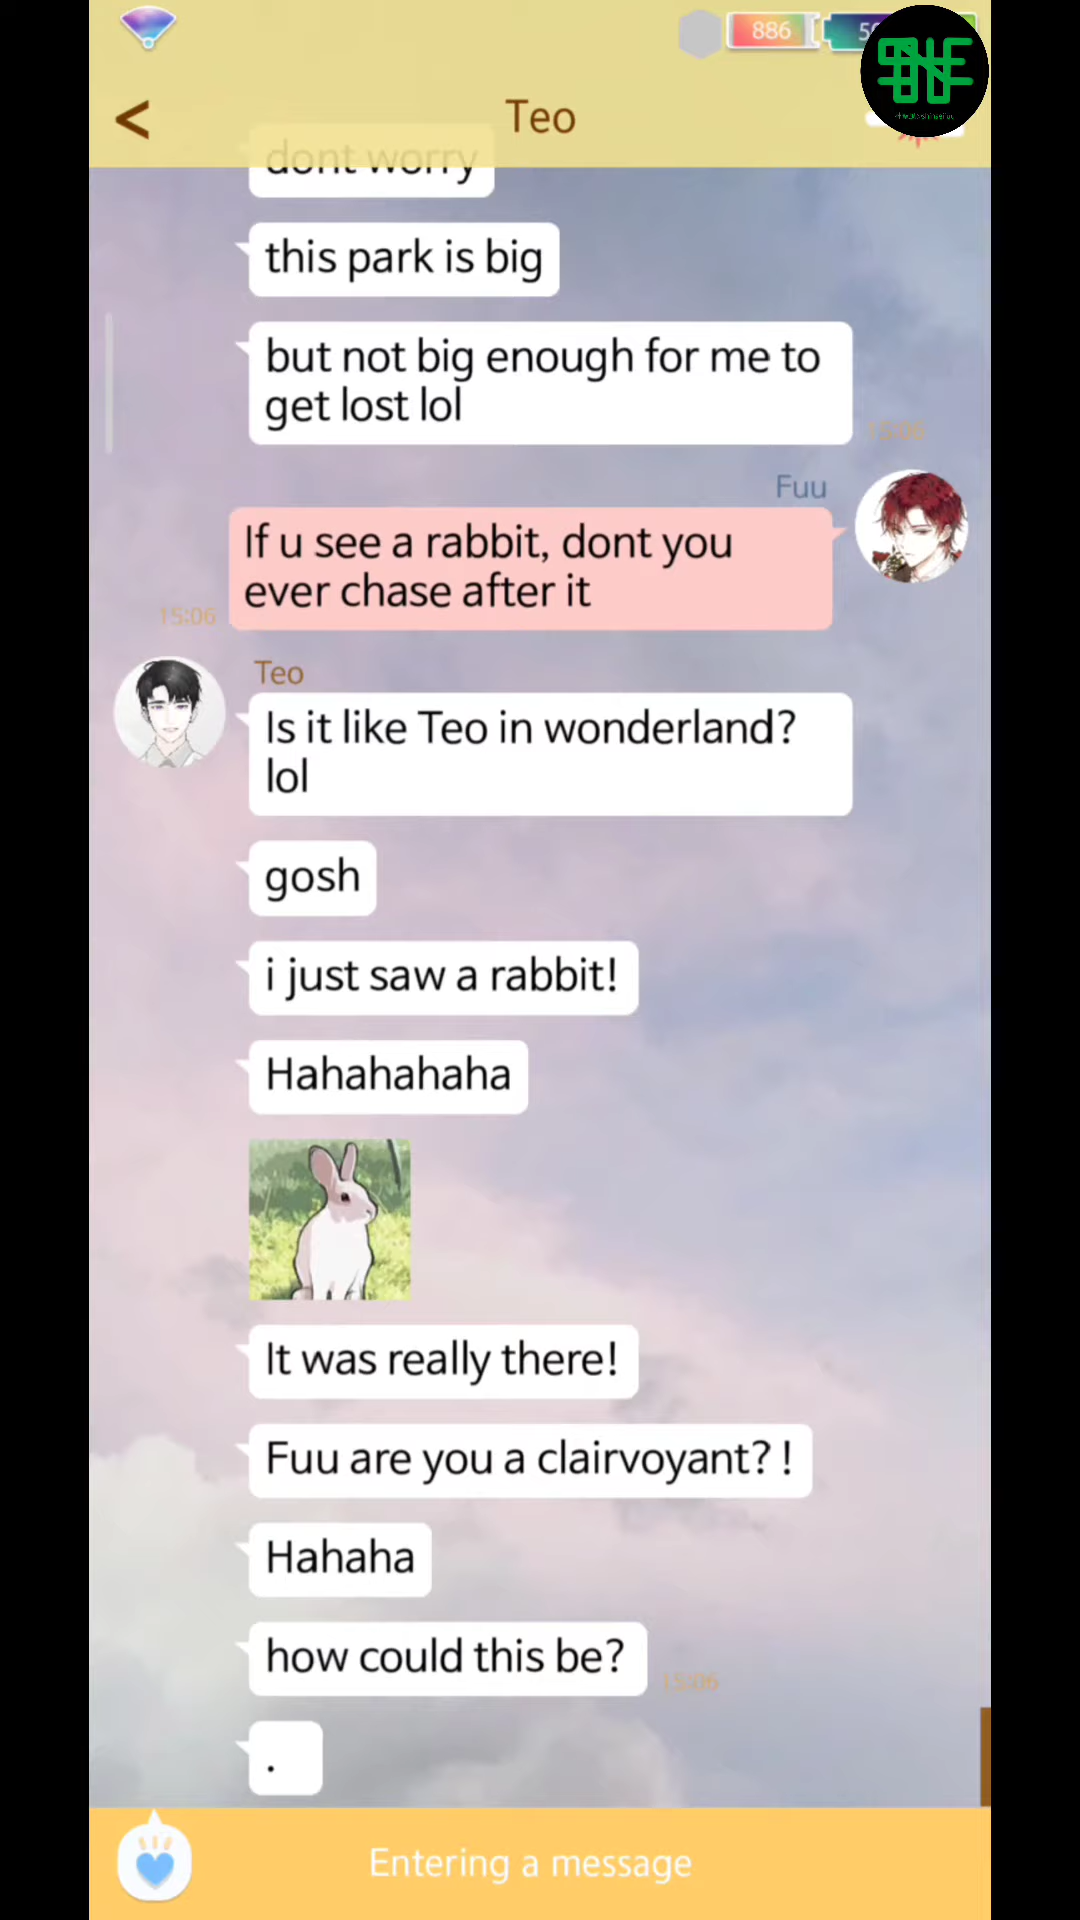 886
Teo
dont worry
this park is big
but not big enough for me to
get lost lol
15:06
Fuu
If u see a rabbit, dont you
ever chase after it
15:06
Teo
Is it like Teo in wonderland?
lol
gosh
i just saw a rabbit!
Hahahahaha
It was really there!
Fuu are you a clairvoyant? !
Hahaha
how could this be?
15:06
.
Entering a message